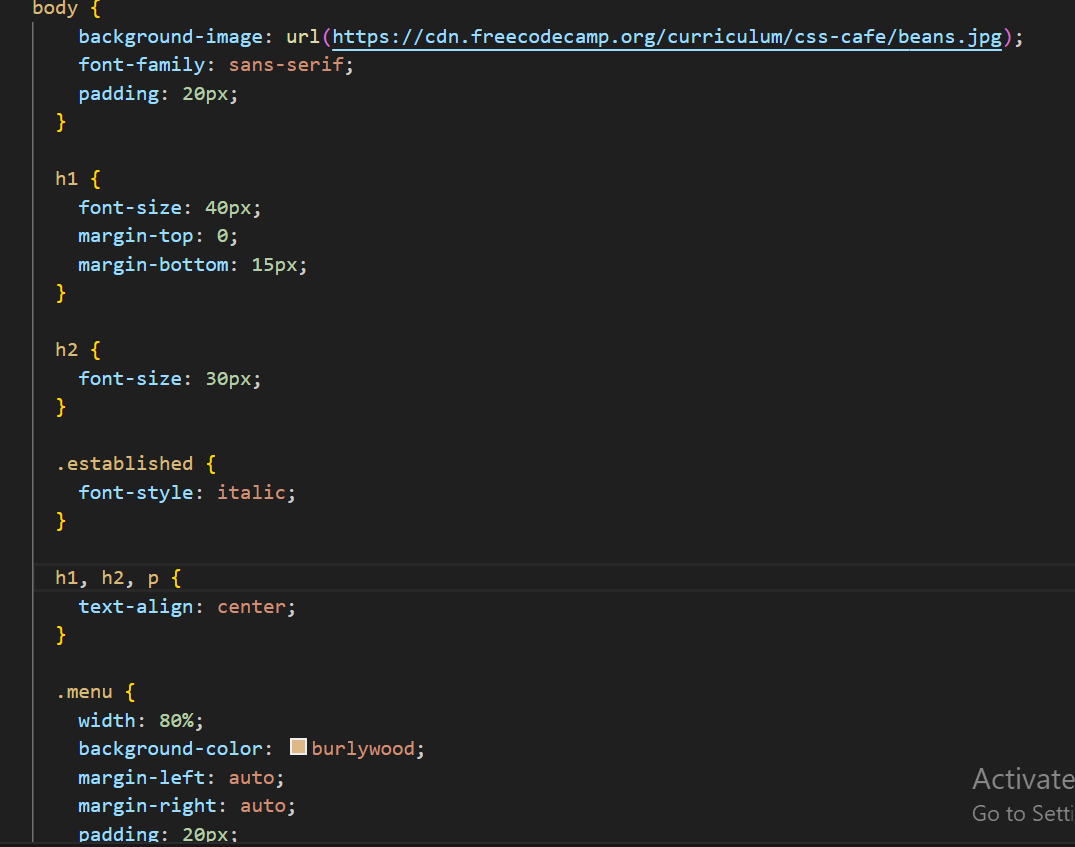 body {
background-image: url(https://cdn.freecodecamp.org/curriculum/css-cafe/beans.jpg);
font-family: sans-serif;
padding: 20px;
}
h1 {
font-size: 40px;
margin-top: 0;
margin-bottom: 15px;
}
h2 {
font-size: 30px;
}
.established {
font-style: italic;
}
h1, h2, p {
text-align: center;
}
.menu {
width: 80%;
background-color: burlywood;
margin-left: auto;
margin-right: auto;
padding: 20px;
Activate
Go to Setti